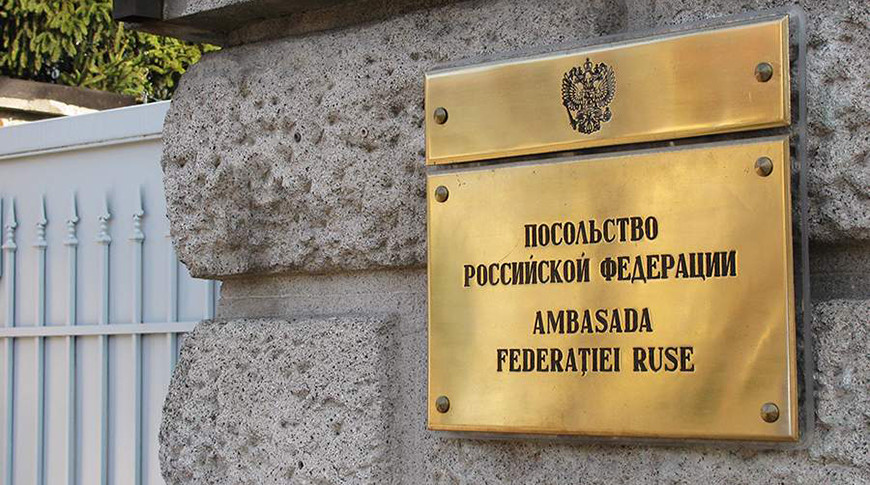 ПОСОЛЬСТВО
РОССИЙСКОЙ ФЕДЕРАЦИИ
AMBASADA
FEDERAȚIEI RUSE